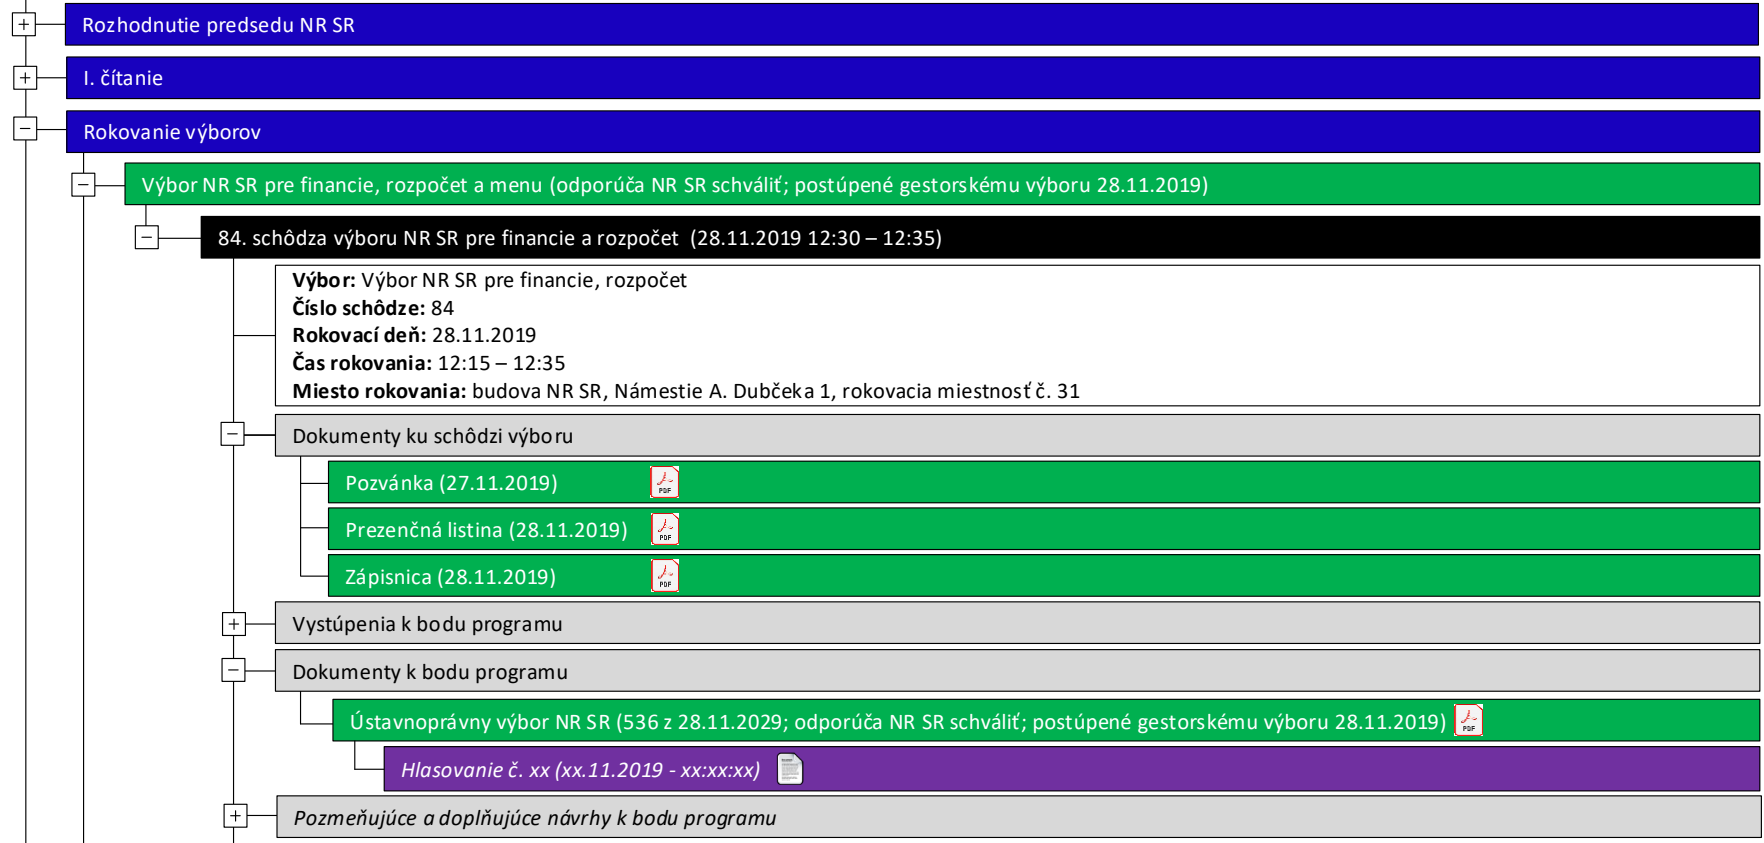 Rozhodnutie predsedu NR SR
I. čítanie
Rokovanie výborov
Výbor NR SR pre financie, rozpočet a menu (odporúča NR SR schváliť; postúpené gestorskému výboru 28.11.2019)
84. schôdza výboru NR SR pre financie a rozpočet (28.11.2019 12:30 – 12:35)
Výbor: Výbor NR SR pre financie, rozpočet
Číslo schôdze: 84
Rokovací deň: 28.11.2019
Čas rokovania: 12:15 – 12:35
Miesto rokovania: budova NR SR, Námestie A. Dubčeka 1, rokovacia miestnosť č. 31
Dokumenty ku schôdzi výboru
Pozvánka (27.11.2019) PDF
Prezenčná listina (28.11.2019) PDF
Zápisnica (28.11.2019) PDF
Vystúpenia k bodu programu
Dokumenty k bodu programu
Ústavnoprávny výbor NR SR (536 z 28.11.2029; odporúča NR SR schváliť; postúpené gestorskému výboru 28.11.2019) PDF
Hlasovanie č. xx (xx.11.2019 - xx:xx:xx)
Pozmeňujúce a doplňujúce návrhy k bodu programu